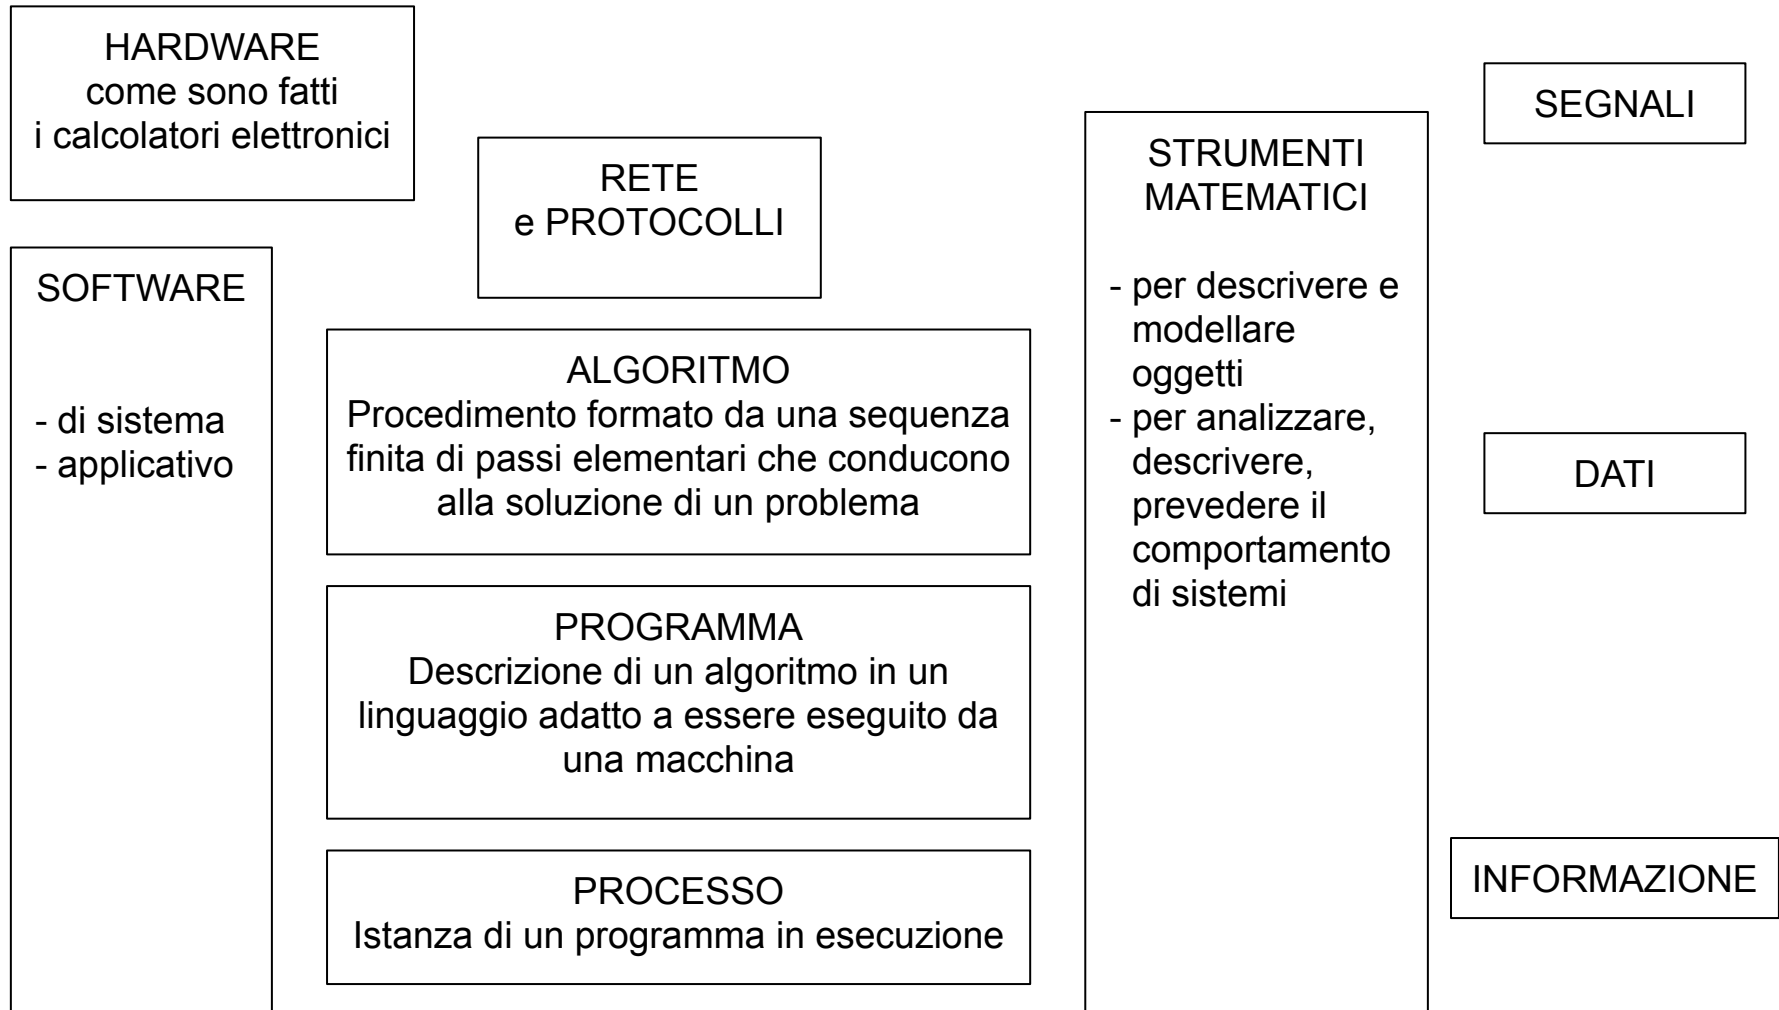 HARDWARE
come sono fatti
i calcolatori elettronici
SOFTWARE
- di sistema
- applicativo
RETE
e PROTOCOLLI
ALGORITMO
Procedimento formato da una sequenza
finita di passi elementari che conducono
alla soluzione di un problema
PROGRAMMA
Descrizione di un algoritmo in un
linguaggio adatto a essere eseguito da
una macchina
PROCESSO
Istanza di un programma in esecuzione
STRUMENTI
MATEMATICI
- per descrivere e
modellare
oggetti
- per analizzare,
descrivere,
prevedere il
comportamento
di sistemi
SEGNALI
DATI
INFORMAZIONE